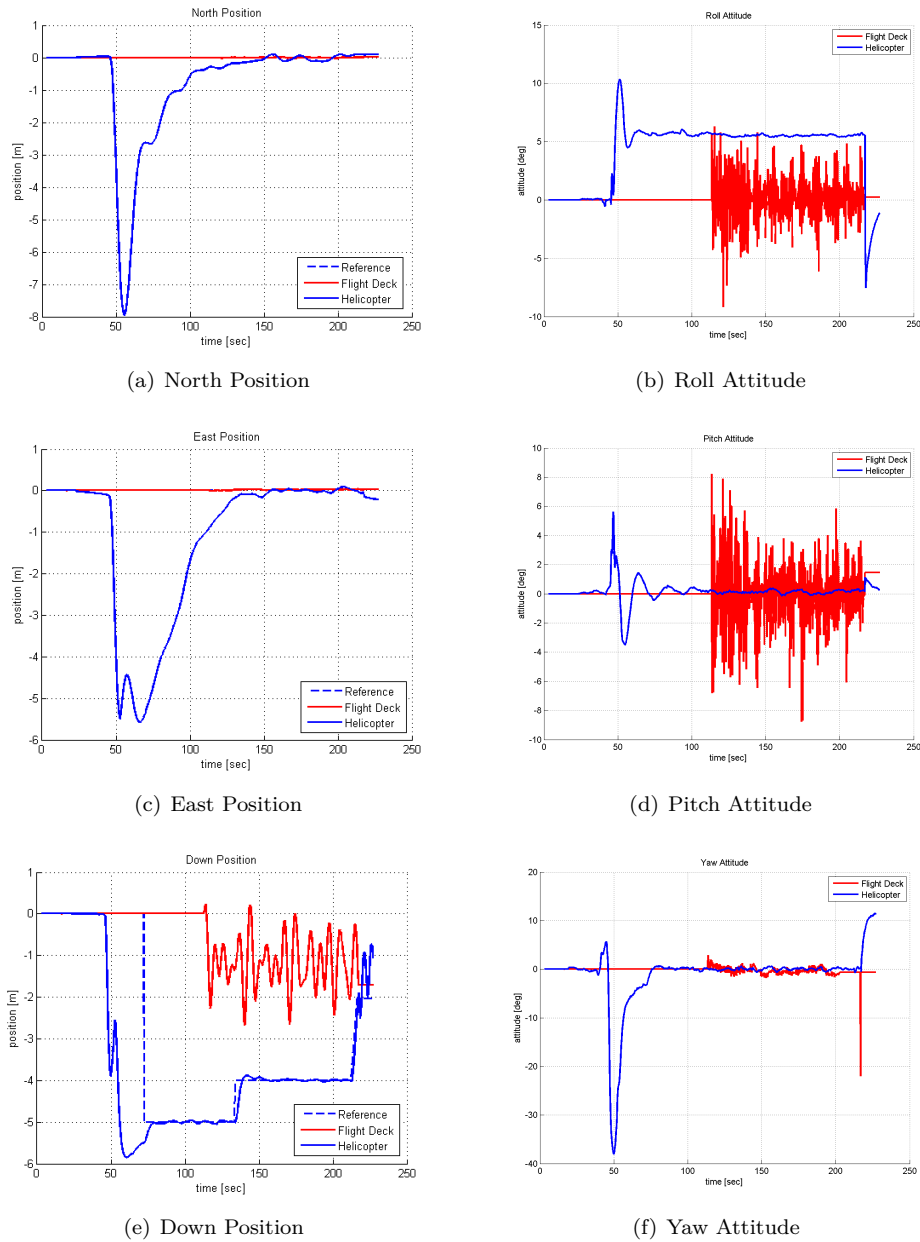 North Position
1
0
-1
-2
-3
-4
-5
-6
-7
-8
position [m]
0 50 100 150 200 250
time [sec]
Reference
Flight Deck
Helicopter
(a) North Position
Roll Attitude
15
10
5
0
-5
-10
attitude [deg]
0 50 100 150 200 250
time [sec]
Flight Deck
Helicopter
(b) Roll Attitude
East Position
1
0
-1
-2
-3
-4
-5
-6
position [m]
0 50 100 150 200 250
time [sec]
Reference
Flight Deck
Helicopter
(c) East Position
Pitch Attitude
10
8
6
4
2
0
-2
-4
-6
-8
-10
attitude [deg]
0 50 100 150 200 250
time [sec]
Flight Deck
Helicopter
(d) Pitch Attitude
Down Position
1
0
-1
-2
-3
-4
-5
-6
position [m]
0 50 100 150 200 250
time [sec]
Reference
Flight Deck
Helicopter
(e) Down Position
Yaw Attitude
20
10
0
-10
-20
-30
-40
attitude [deg]
0 50 100 150 200 250
time [sec]
Flight Deck
Helicopter
(f) Yaw Attitude